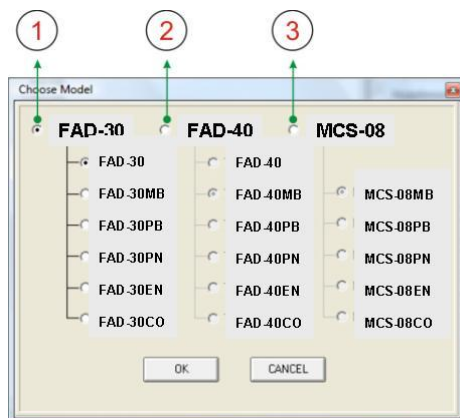 1 2 3
Choose Model
FAD-30 FAD-40 MCS-08
FAD-30 FAD-40
FAD-30MB FAD-40MB MCS-08MB
FAD-30PB FAD-40PB MCS-08PB
FAD-30PN FAD-40PN MCS-08PN
FAD-30EN FAD-40EN MCS-08EN
FAD-30CO FAD-40CO MCS-08CO
OK CANCEL